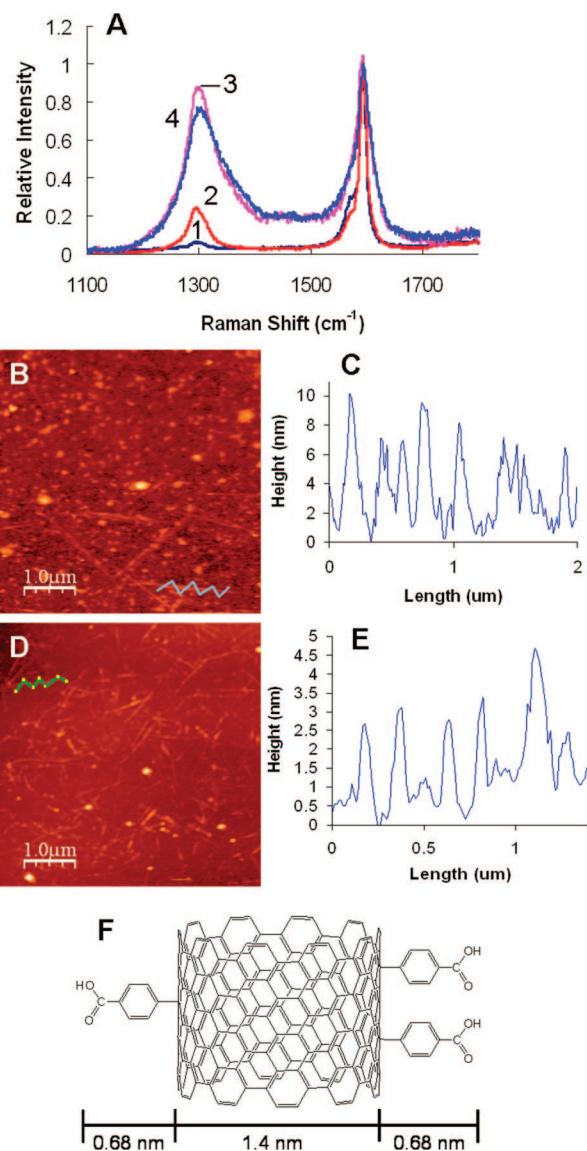 A
Relative Intensity
1.2
1
0.8
0.6
0.4
0.2
0
1
2
3
4
1100 1300 1500 1700
Raman Shift (cm⁻¹)
B
1.0μm
C
Height (nm)
10
8
6
4
2
0
0 1 2
Length (um)
D
1.0μm
E
Height (nm)
5
4.5
4
3.5
3
2.5
2
1.5
1
0.5
0
0 0.5 1
Length (um)
F
HO
C
O
OH
C
O
OH
C
O
0.68 nm 1.4 nm 0.68 nm